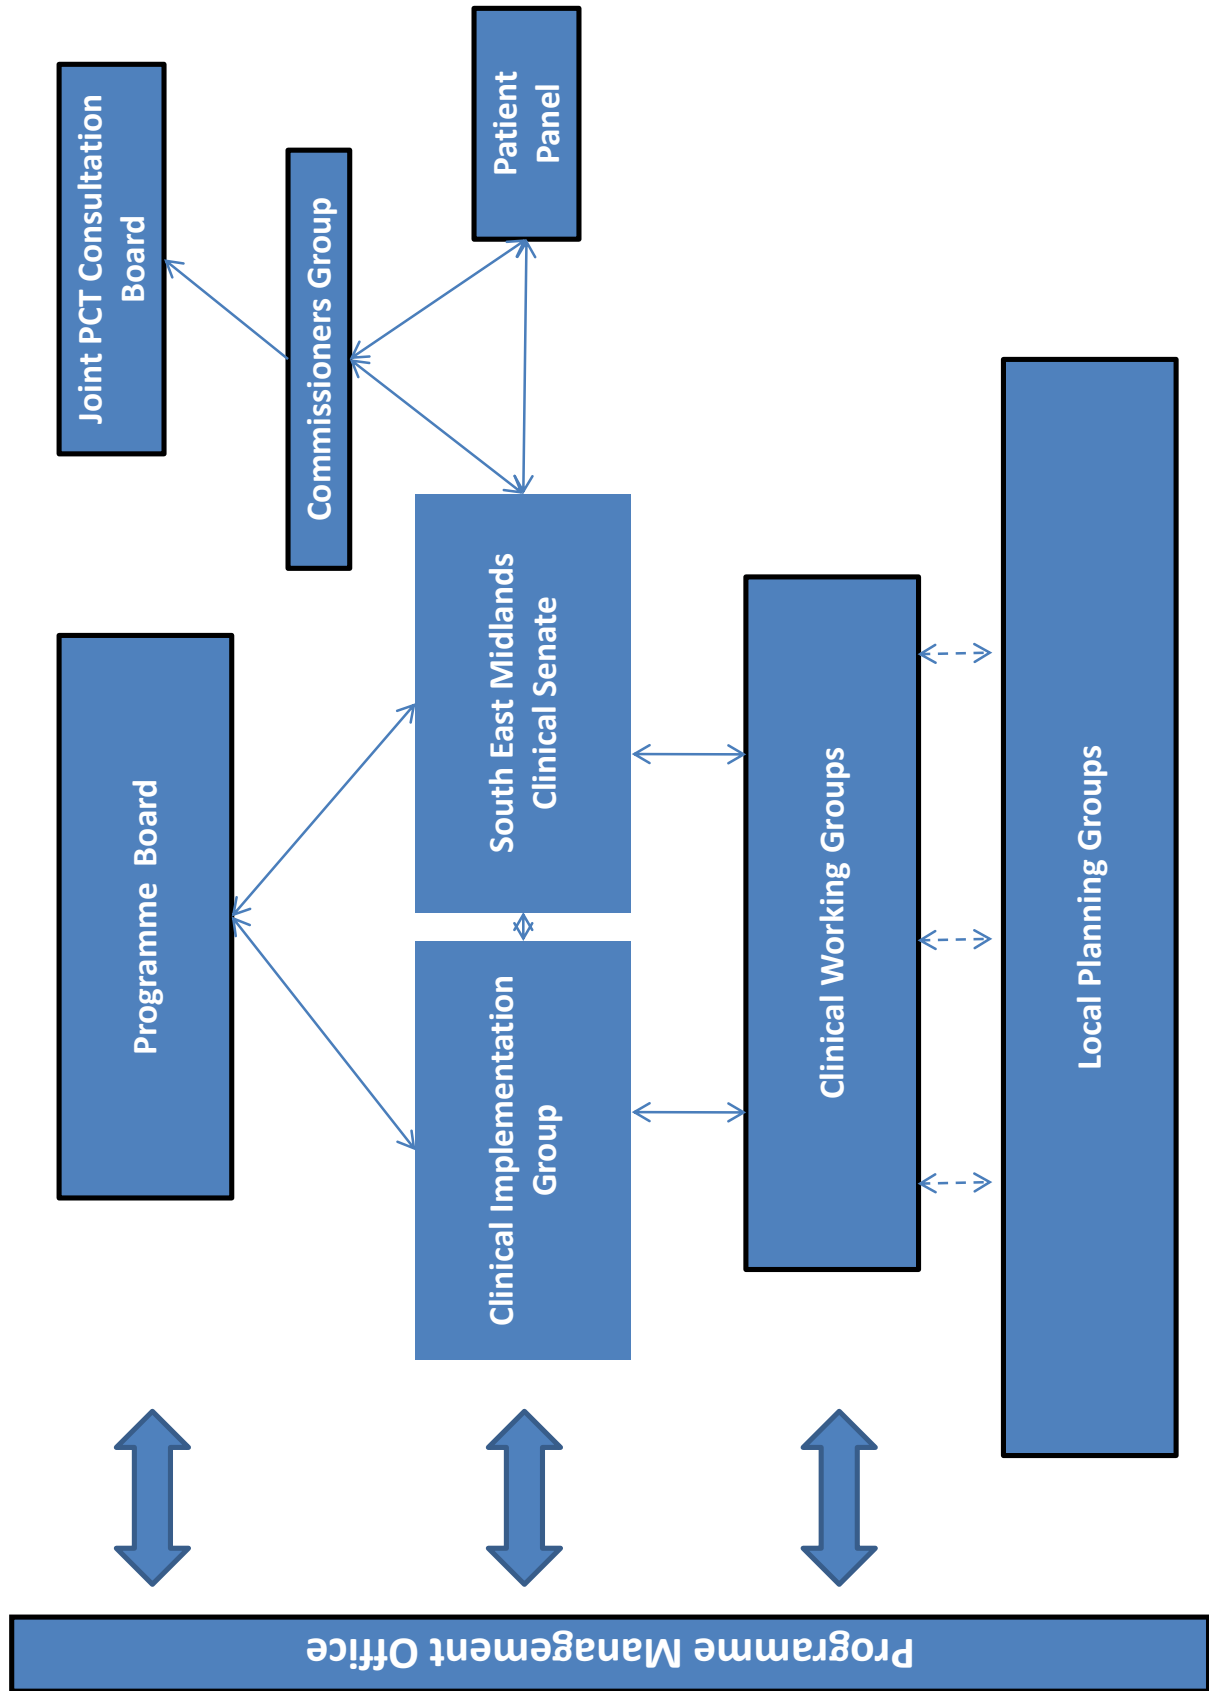 Programme Management Office
Programme  Board
Joint PCT Consultation
Board
Commissioners Group
Clinical Implementation
Group
South East Midlands
Clinical Senate
Patient
Panel
Clinical Working Groups
Local Planning Groups